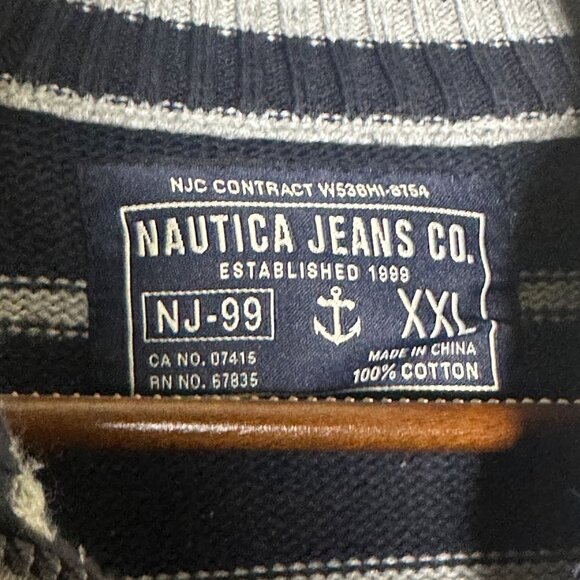 NJC CONTRACT W536HI-875A
NAUTICA JEANS CO.
ESTABLISHED 1999
NJ-99
XXL
CA NO. 07415
RN NO. 67835
MADE IN CHINA
100% COTTON